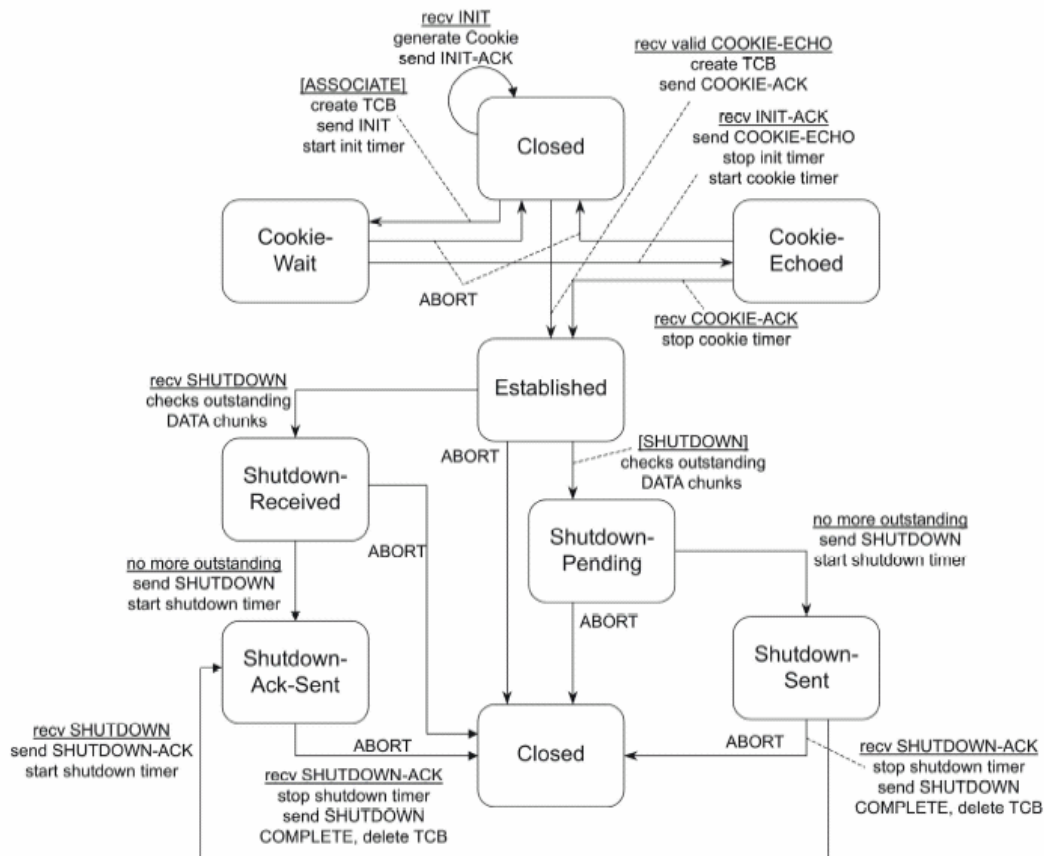 recv INIT
generate Cookie
send INIT-ACK
recv valid COOKIE-ECHO
create TCB
send COOKIE-ACK
[ASSOCIATE]
create TCB
send INIT
start init timer
Closed
recv INIT-ACK
send COOKIE-ECHO
stop init timer
start cookie timer
Cookie-
Wait
Cookie-
Echoed
ABORT
recv COOKIE-ACK
stop cookie timer
Established
recv SHUTDOWN
checks outstanding
DATA chunks
ABORT
[SHUTDOWN]
checks outstanding
DATA chunks
Shutdown-
Received
Shutdown-
Pending
no more outstanding
send SHUTDOWN
start shutdown timer
ABORT
no more outstanding
send SHUTDOWN
start shutdown timer
ABORT
Shutdown-
Ack-Sent
Shutdown-
Sent
recv SHUTDOWN
send SHUTDOWN-ACK
start shutdown timer
ABORT
Closed
ABORT
recv SHUTDOWN-ACK
stop shutdown timer
send SHUTDOWN
COMPLETE, delete TCB
recv SHUTDOWN-ACK
stop shutdown timer
send SHUTDOWN
COMPLETE, delete TCB